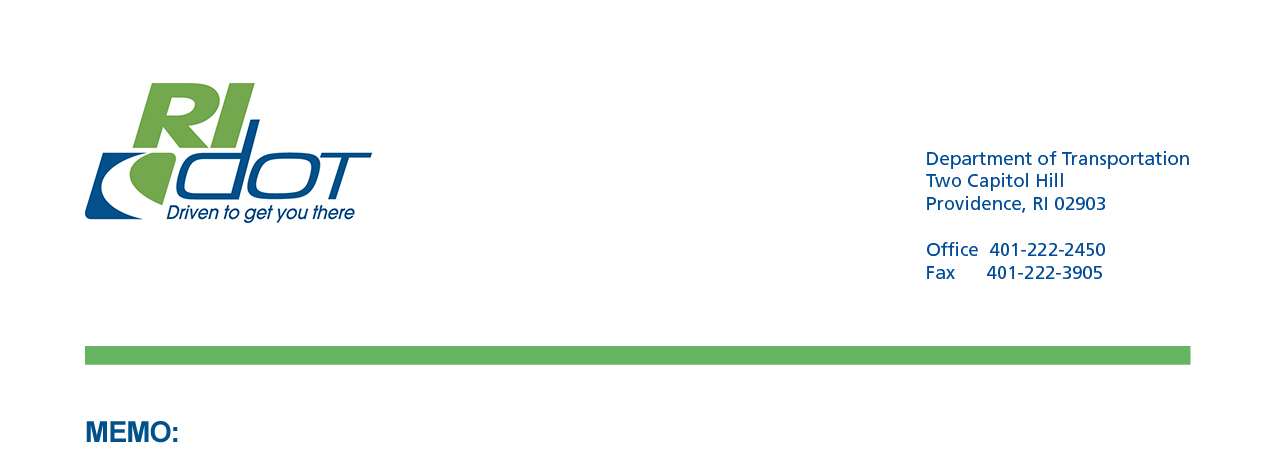 RI
dOT
Driven to get you there
Department of Transportation
Two Capitol Hill
Providence, RI 02903
Office 401-222-2450
Fax 401-222-3905
MEMO: